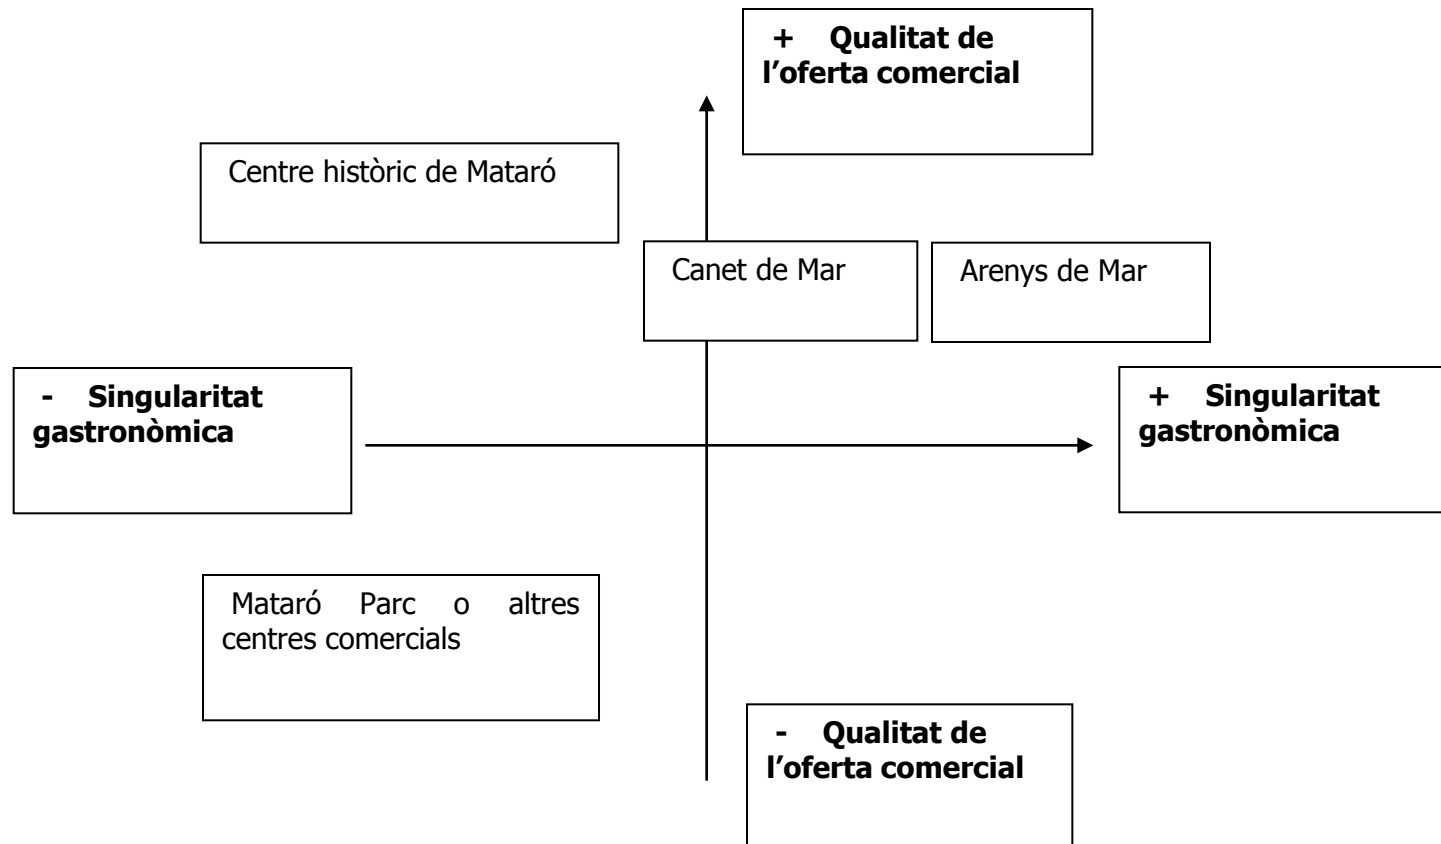 + Qualitat de
l’oferta comercial
Centre històric de Mataró
Canet de Mar
Arenys de Mar
- Singularitat
gastronòmica
+ Singularitat
gastronòmica
Mataró Parc o altres
centres comercials
- Qualitat de
l’oferta comercial